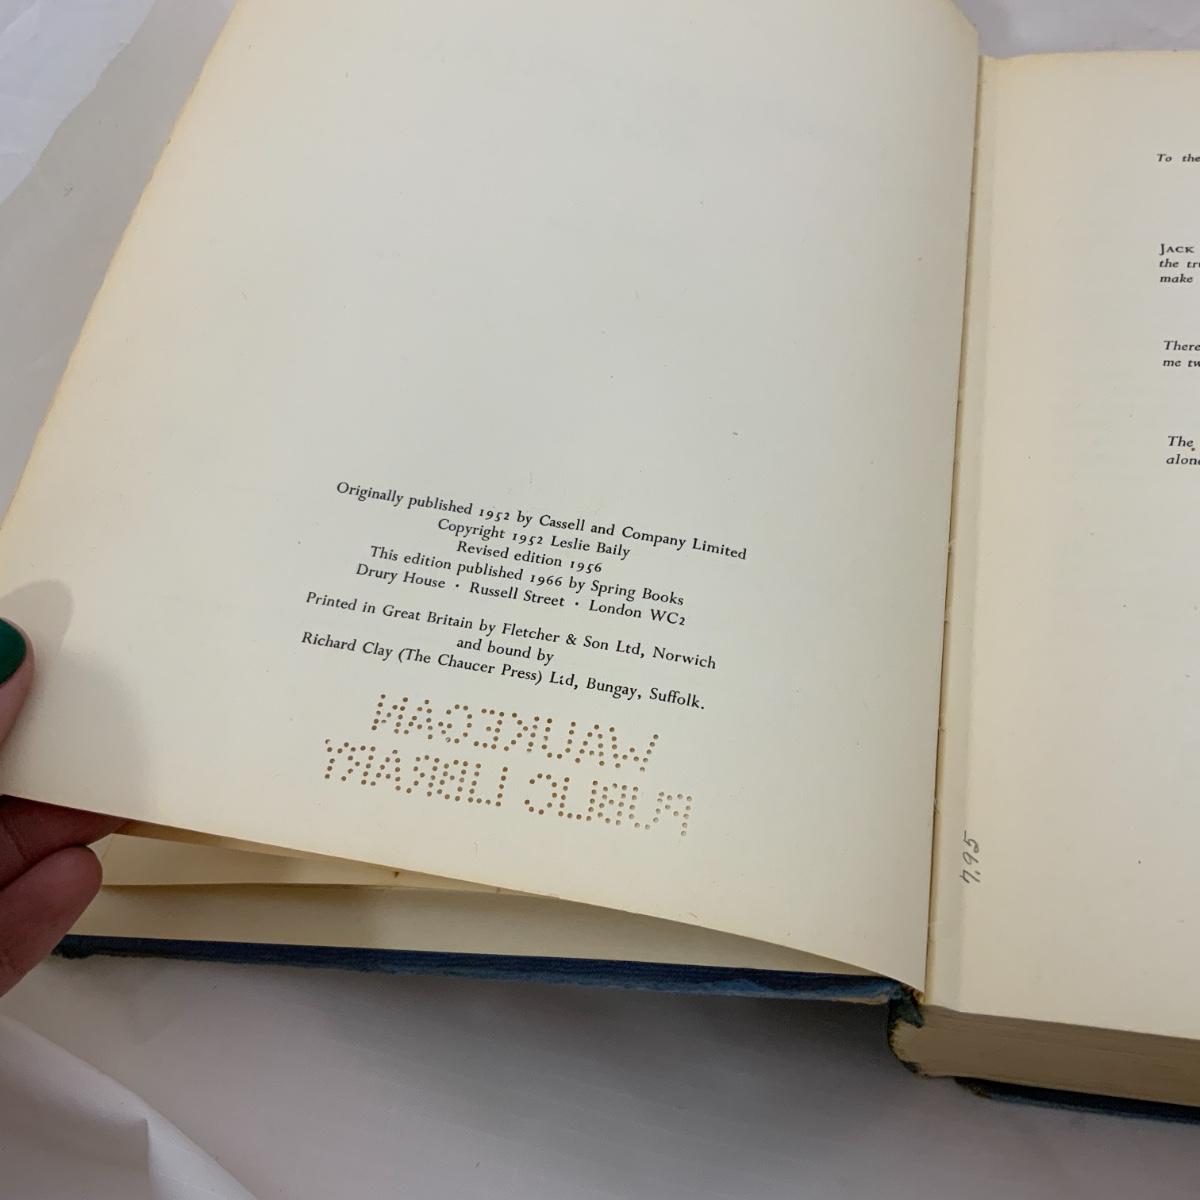 Originally published 1952 by Cassell and Company Limited
Copyright 1952 Leslie Baily
Revised edition 1956
This edition published 1966 by Spring Books
Drury House · Russell Street · London WC2
Printed in Great Britain by Fletcher & Son Ltd, Norwich
and bound by
Richard Clay (The Chaucer Press) Ltd, Bungay, Suffolk.
WAUKEGAN
PUBLIC LIBRARY
To the
JACK
the tru
make
There
me tw
The
alone
7.95